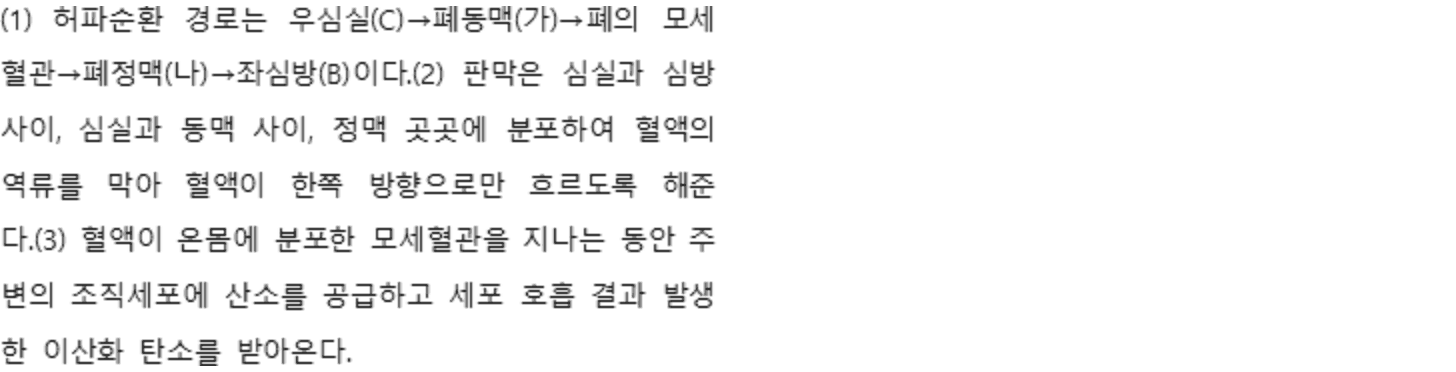 (1) 허파순환 경로는 우심실(C)→폐동맥(가)→폐의 모세
혈관→폐정맥(나)→좌심방(B)이다.(2) 판막은 심실과 심방
사이, 심실과 동맥 사이, 정맥 곳곳에 분포하여 혈액의
역류를 막아 혈액이 한쪽 방향으로만 흐르도록 해준
다.(3) 혈액이 온몸에 분포한 모세혈관을 지나는 동안 주
변의 조직세포에 산소를 공급하고 세포 호흡 결과 발생
한 이산화 탄소를 받아온다.